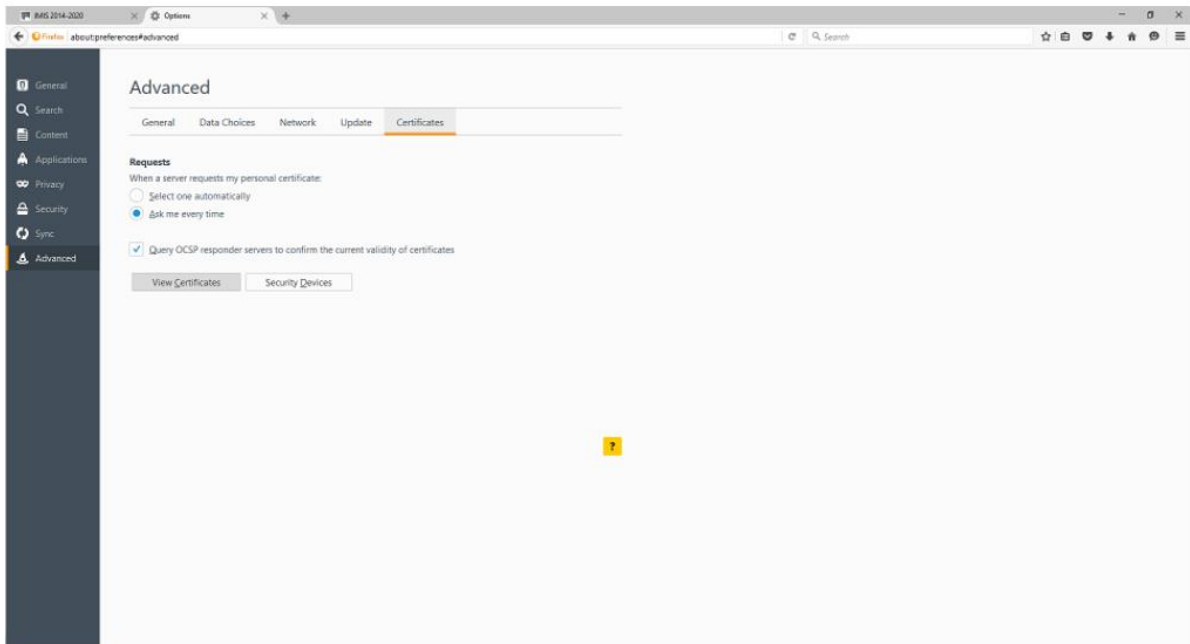 IMIS 2014-2020
Options
Firefox about:preferences#advanced
Search
General
Search
Content
Applications
Privacy
Security
Sync
Advanced
Advanced
General Data Choices Network Update Certificates
Requests
When a server requests my personal certificate:
Select one automatically
Ask me every time
Query OCSP responder servers to confirm the current validity of certificates
View Certificates Security Devices
?